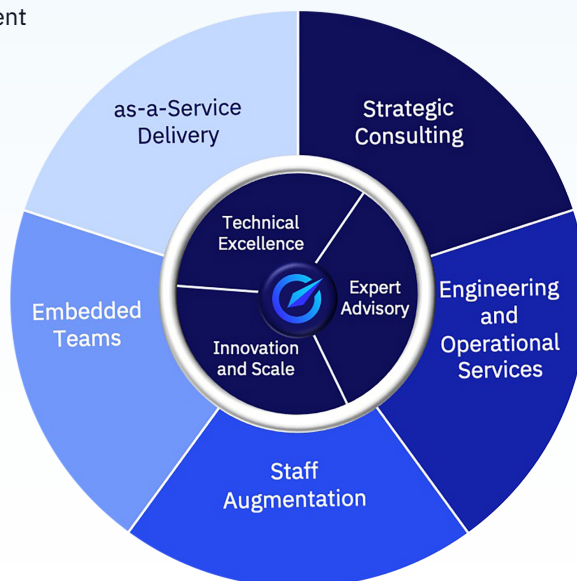 as-a-Service
Delivery
Strategic
Consulting
Technical
Excellence
Expert
Advisory
Engineering
and
Operational
Services
Embedded
Teams
Innovation
and Scale
Staff
Augmentation